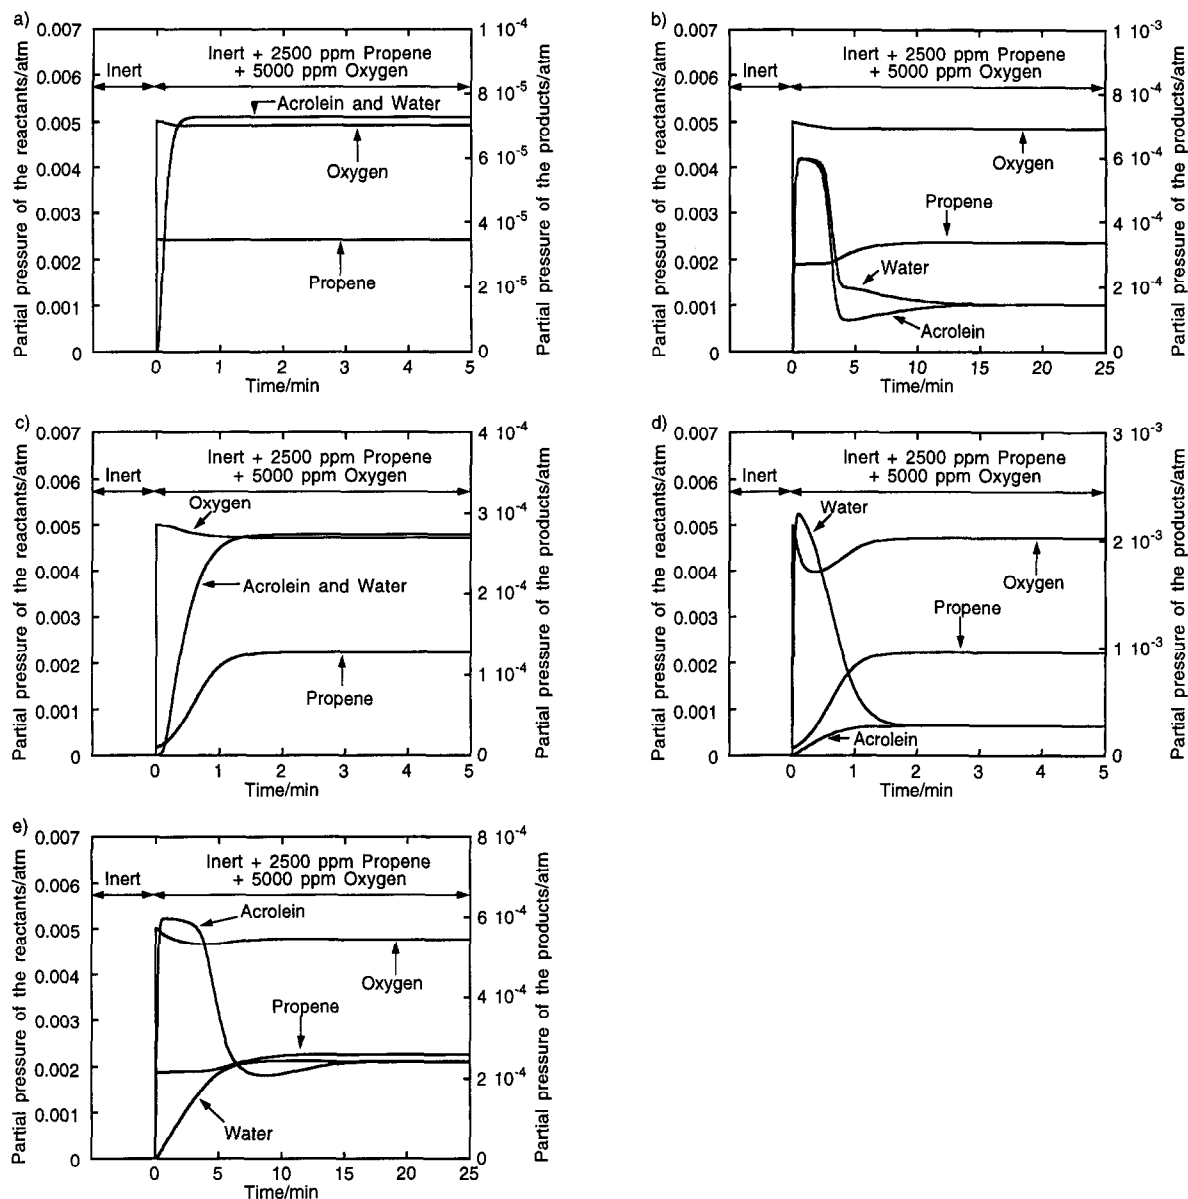 a)
0.007
0.006
0.005
0.004
0.003
0.002
0.001
0
Partial pressure of the reactants/atm
Inert
Inert + 2500 ppm Propene
+ 5000 ppm Oxygen
Acrolein and Water
Oxygen
Propene
1 10-4
8 10-5
6 10-5
4 10-5
2 10-5
0
Partial pressure of the products/atm
0 1 2 3 4 5
Time/min
b)
0.007
0.006
0.005
0.004
0.003
0.002
0.001
0
Partial pressure of the reactants/atm
Inert
Inert + 2500 ppm Propene
+ 5000 ppm Oxygen
Oxygen
Propene
Water
Acrolein
1 10-3
8 10-4
6 10-4
4 10-4
2 10-4
0
Partial pressure of the products/atm
0 5 10 15 20 25
Time/min
c)
0.007
0.006
0.005
0.004
0.003
0.002
0.001
0
Partial pressure of the reactants/atm
Inert
Inert + 2500 ppm Propene
+ 5000 ppm Oxygen
Oxygen
Acrolein and Water
Propene
4 10-4
3 10-4
2 10-4
1 10-4
0
Partial pressure of the products/atm
0 1 2 3 4 5
Time/min
d)
0.007
0.006
0.005
0.004
0.003
0.002
0.001
0
Partial pressure of the reactants/atm
Inert
Inert + 2500 ppm Propene
+ 5000 ppm Oxygen
Water
Oxygen
Propene
Acrolein
3 10-3
2 10-3
1 10-3
0
Partial pressure of the products/atm
0 1 2 3 4 5
Time/min
e)
0.007
0.006
0.005
0.004
0.003
0.002
0.001
0
Partial pressure of the reactants/atm
Inert
Inert + 2500 ppm Propene
+ 5000 ppm Oxygen
Acrolein
Oxygen
Propene
Water
8 10-4
6 10-4
4 10-4
2 10-4
0
Partial pressure of the products/atm
0 5 10 15 20 25
Time/min